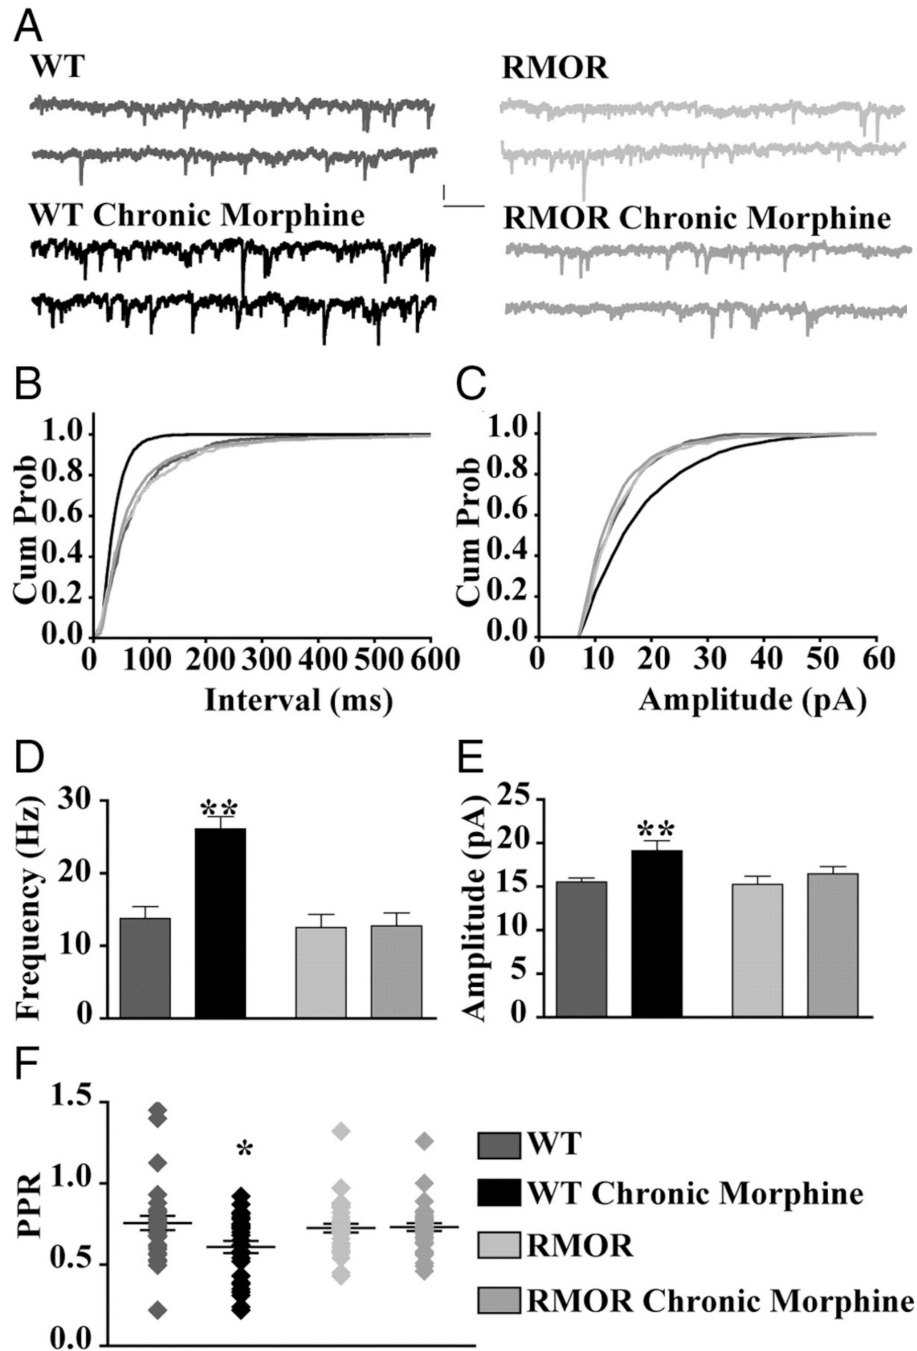 A
WT
RMOR
WT Chronic Morphine
RMOR Chronic Morphine
B
C
1.0
0.8
0.6
0.4
0.2
0.0
Cum Prob
0 100 200 300 400 500 600
Interval (ms)
1.0
0.8
0.6
0.4
0.2
0.0
Cum Prob
0 10 20 30 40 50 60
Amplitude (pA)
D
E
30
20
10
0
Frequency (Hz)
**
25
20
15
10
5
0
Amplitude (pA)
**
F
1.5
1.0
0.5
0.0
PPR
*
WT
WT Chronic Morphine
RMOR
RMOR Chronic Morphine